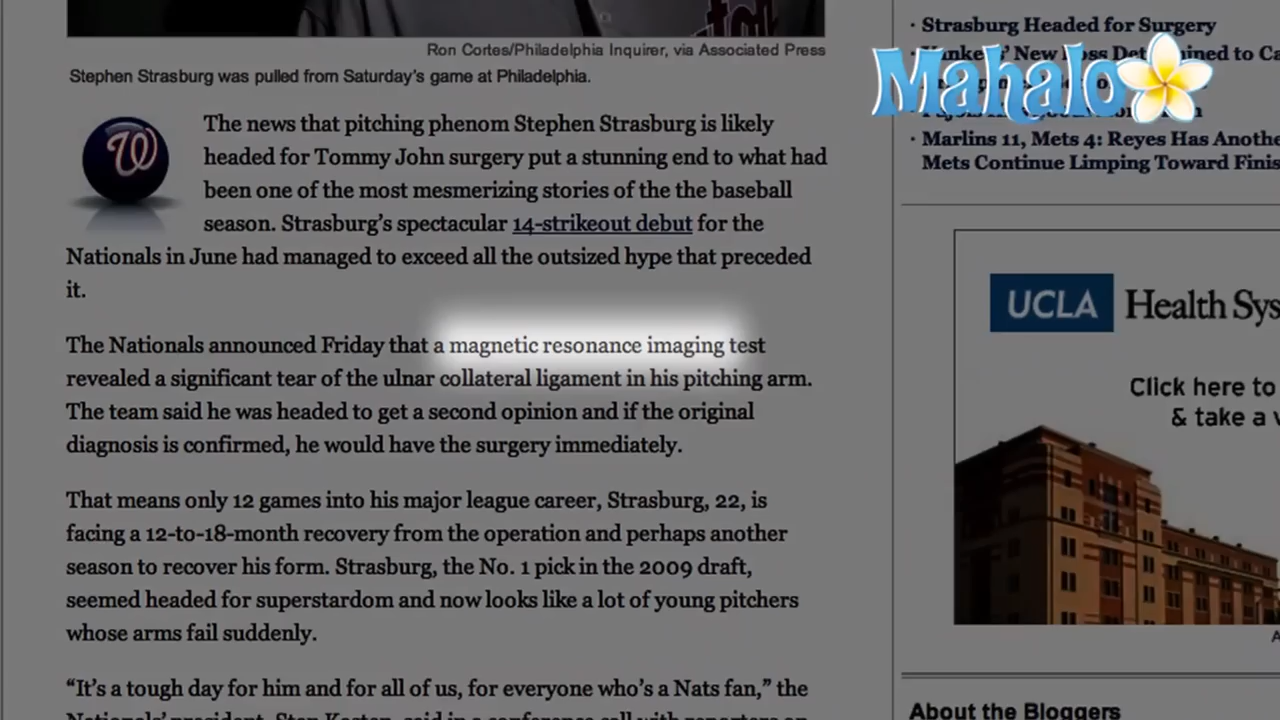 Ron Cortes/Philadelphia Inquirer, via Associated Press
Stephen Strasburg was pulled from Saturday's game at Philadelphia.
W
The news that pitching phenom Stephen Strasburg is likely
headed for Tommy John surgery put a stunning end to what had
been one of the most mesmerizing stories of the the baseball
season. Strasburg's spectacular 14-strikeout debut for the
Nationals in June had managed to exceed all the outsized hype that preceded
it.
The Nationals announced Friday that a magnetic resonance imaging test
revealed a significant tear of the ulnar collateral ligament in his pitching arm.
The team said he was headed to get a second opinion and if the original
diagnosis is confirmed, he would have the surgery immediately.
That means only 12 games into his major league career, Strasburg, 22, is
facing a 12-to-18-month recovery from the operation and perhaps another
season to recover his form. Strasburg, the No. 1 pick in the 2009 draft,
seemed headed for superstardom and now looks like a lot of young pitchers
whose arms fail suddenly.
“It's a tough day for him and for all of us, for everyone who's a Nats fan,” the
Nationals' president, Stan Kasten, said in a conference call with reporters on
· Strasburg Headed for Surgery
Mahalo
· Marlins 11, Mets 4: Reyes Has Anothe
Mets Continue Limping Toward Finis
UCLA Health Sys
Click here to
& take a v
About the Bloggers